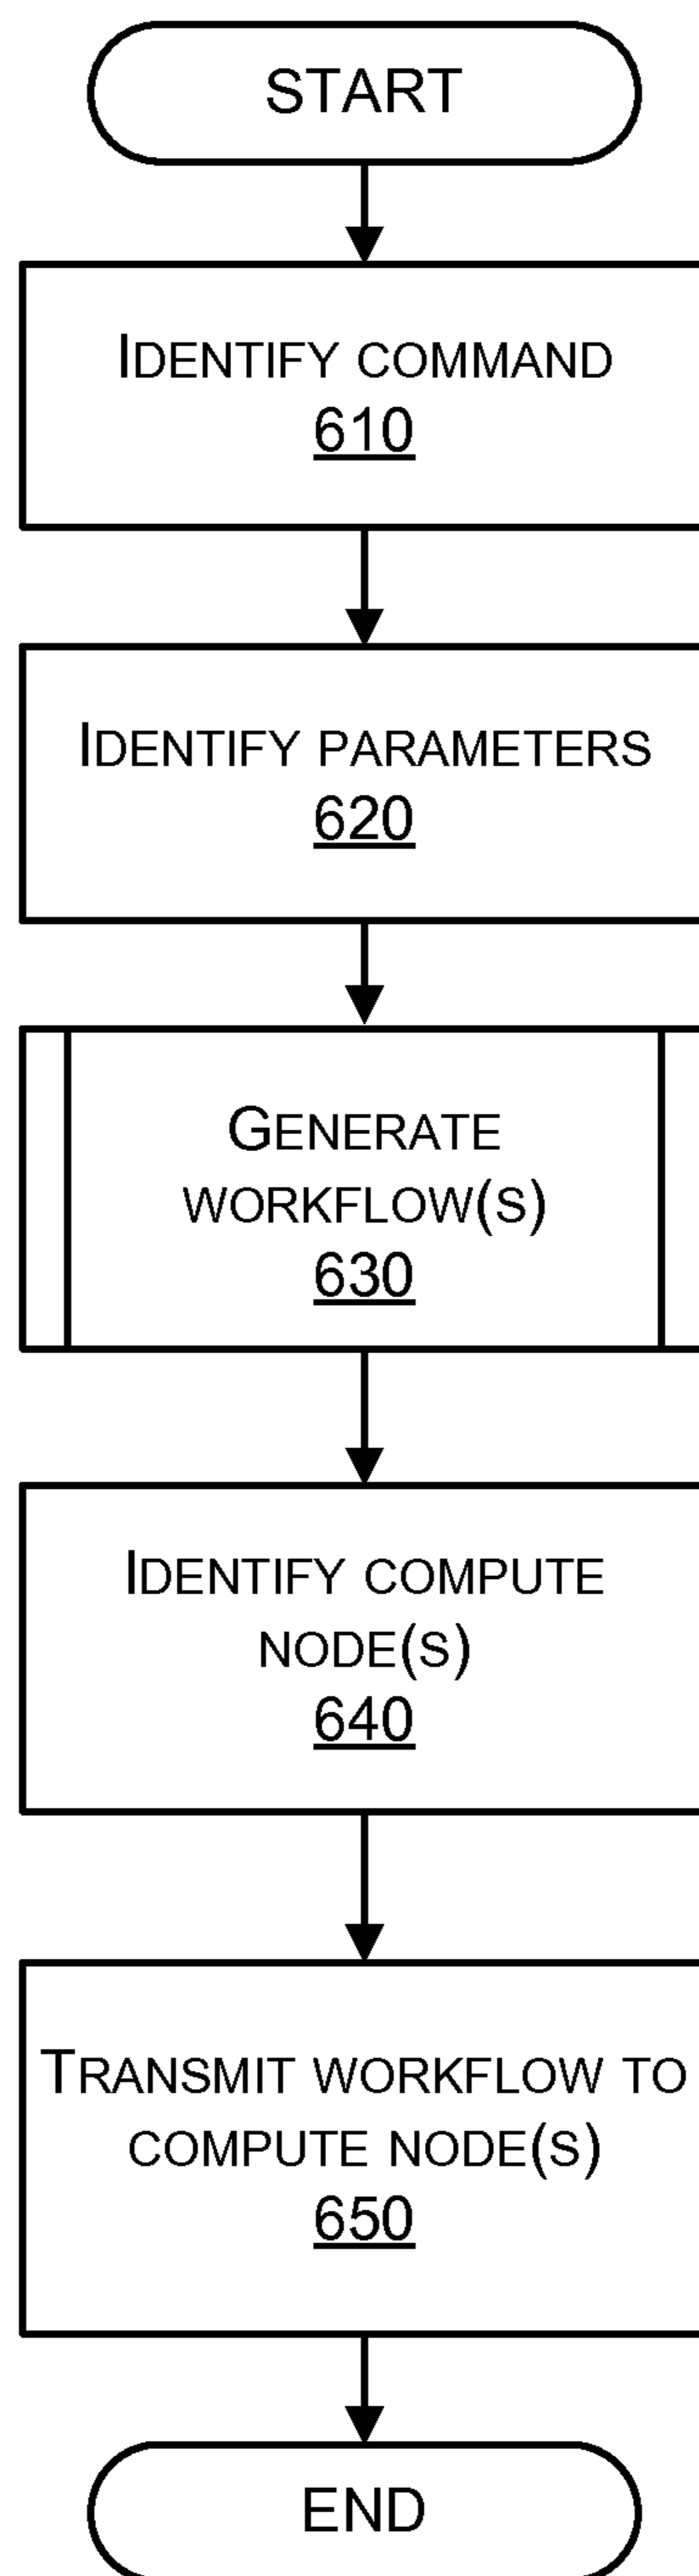 START
IDENTIFY COMMAND
610
IDENTIFY PARAMETERS
620
GENERATE
WORKFLOW(S)
630
IDENTIFY COMPUTE
NODE(S)
640
TRANSMIT WORKFLOW TO
COMPUTE NODE(S)
650
END